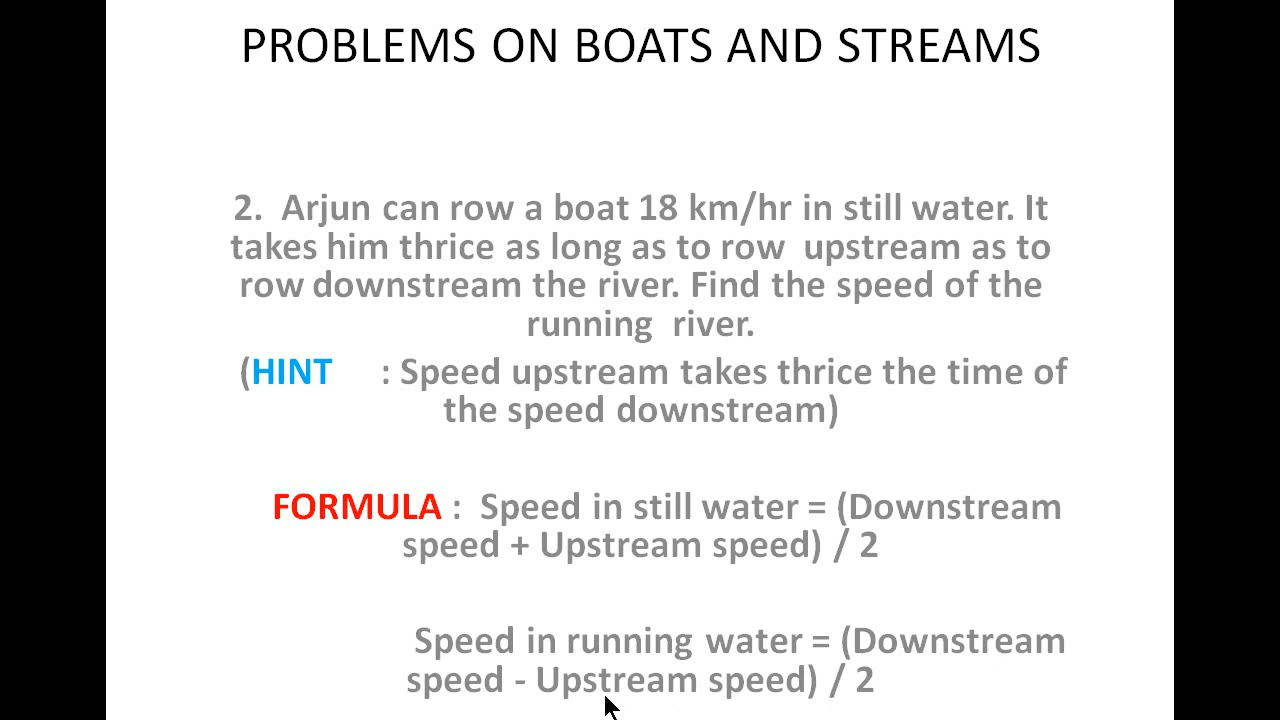 PROBLEMS ON BOATS AND STREAMS
2. Arjun can row a boat 18 km/hr in still water. It
takes him thrice as long as to row upstream as to
row downstream the river. Find the speed of the
running river.
(HINT : Speed upstream takes thrice the time of
the speed downstream)
FORMULA : Speed in still water = (Downstream
speed + Upstream speed) / 2
Speed in running water = (Downstream
speed - Upstream speed) / 2